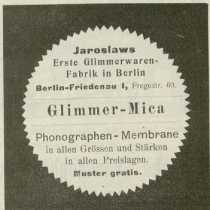 Jaroslaws
Erste Glimmerwaren-
Fabrik in Berlin
Berlin-Friedenau I, Fregestr. 60.
Glimmer-Mica
Phonographen-Membrane
in allen Grössen und Stärken
in allen Preislagen.
Muster gratis.